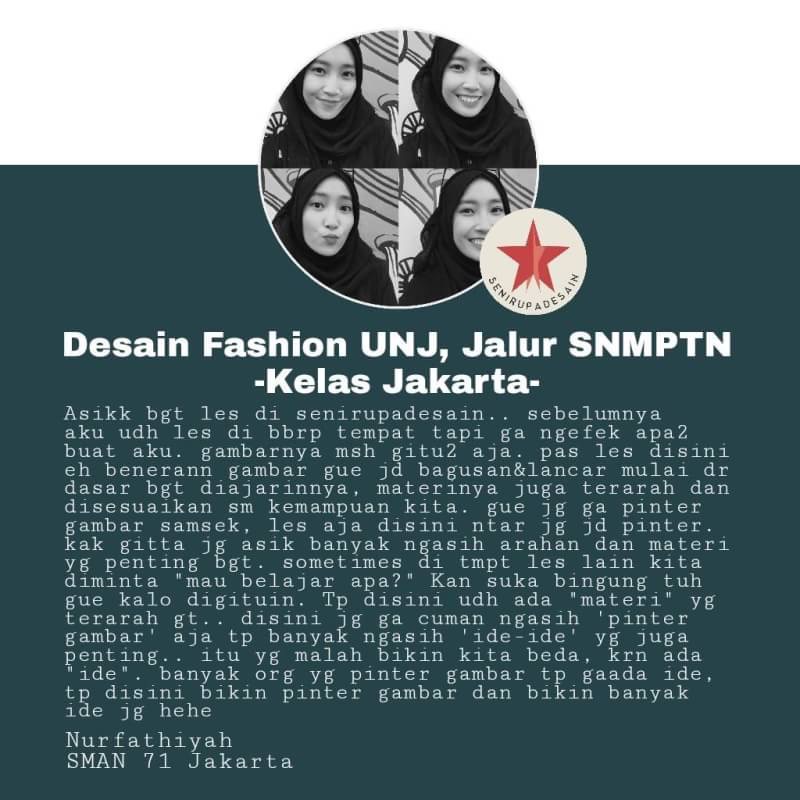 SENIRUPADESAIN
Desain Fashion UNJ, Jalur SNMPTN
-Kelas Jakarta-
Asikk bgt les di senirupadesain.. sebelumnya
aku udh les di bbrp tempat tapi ga ngefek apa2
buat aku. gambarnya msh gitu2 aja. pas les disini
eh benerann gambar gue jd bagusan&lancar mulai dr
dasar bgt diajarinnya, materinya juga terarah dan
disesuaikan sm kemampuan kita. gue jg ga pinter
gambar samsek, les aja disini ntar jg jd pinter.
kak gitta jg asik banyak ngasih arahan dan materi
yg penting bgt. sometimes di tmpt les lain kita
diminta "mau belajar apa?" Kan suka bingung tuh
gue kalo digituin. Tp disini udh ada "materi" yg
terarah gt.. disini jg ga cuman ngasih 'pinter
gambar' aja tp banyak ngasih 'ide-ide' yg juga
penting.. itu yg malah bikin kita beda, krn ada
"ide". banyak org yg pinter gambar tp gaada ide,
tp disini bikin pinter gambar dan bikin banyak
ide jg hehe
Nurfathiyah
SMAN 71 Jakarta